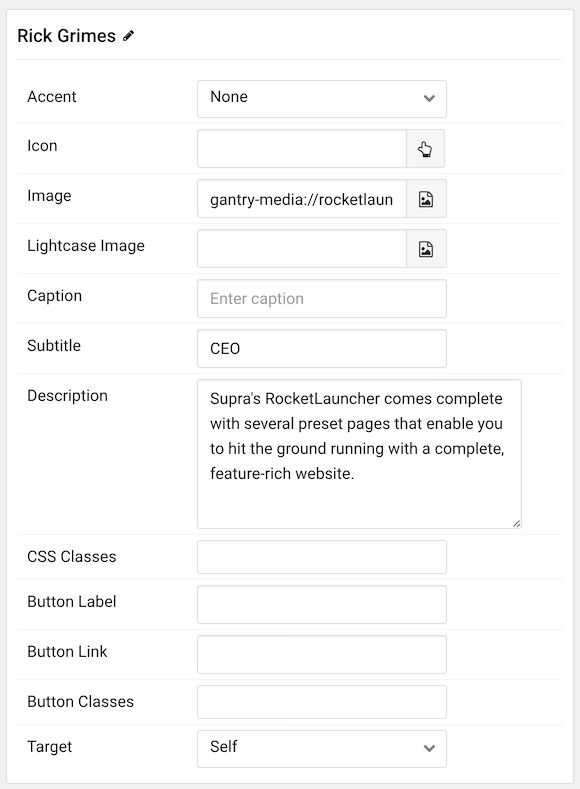 Rick Grimes
Accent
None
Icon
Image
gantry-media://rocketlaun
Lightcase Image
Caption
Enter caption
Subtitle
CEO
Description
Supra's RocketLauncher comes complete
with several preset pages that enable you
to hit the ground running with a complete,
feature-rich website.
CSS Classes
Button Label
Button Link
Button Classes
Target
Self